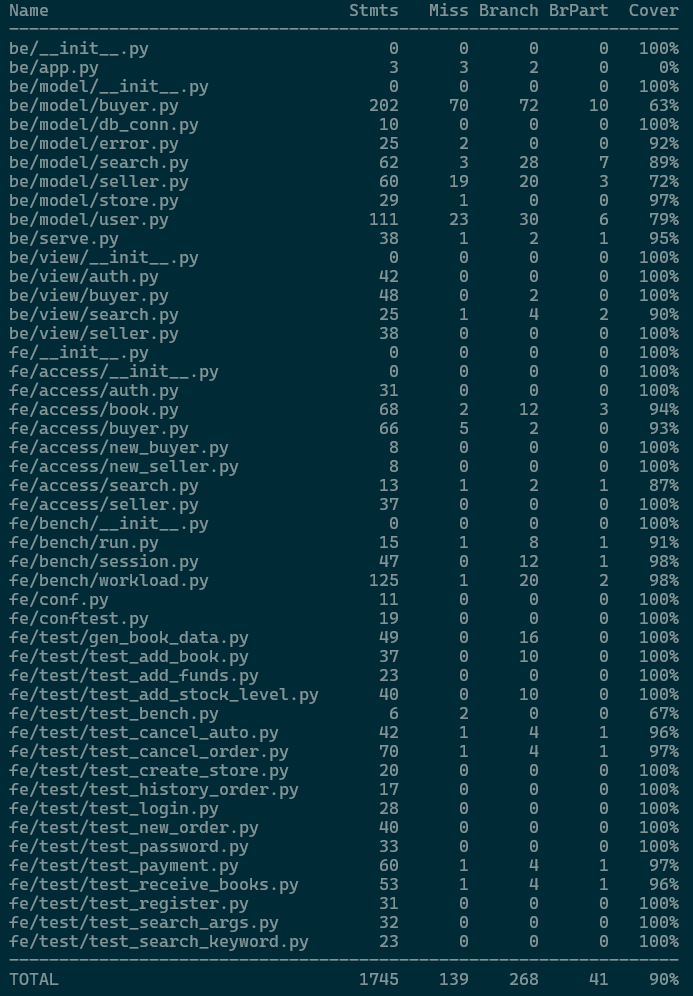 Name Stmts Miss Branch BrPart Cover
be/__init__.py 0 0 0 0 100%
be/app.py 3 3 2 0 0%
be/model/__init__.py 0 0 0 0 100%
be/model/buyer.py 202 70 72 10 63%
be/model/db_conn.py 10 0 0 0 100%
be/model/error.py 25 2 0 0 92%
be/model/search.py 62 3 28 7 89%
be/model/seller.py 60 19 20 3 72%
be/model/store.py 29 1 0 0 97%
be/model/user.py 111 23 30 6 79%
be/serve.py 38 1 2 1 95%
be/view/__init__.py 0 0 0 0 100%
be/view/auth.py 42 0 0 0 100%
be/view/buyer.py 48 0 2 0 100%
be/view/search.py 25 1 4 2 90%
be/view/seller.py 38 0 0 0 100%
fe/__init__.py 0 0 0 0 100%
fe/access/__init__.py 0 0 0 0 100%
fe/access/auth.py 31 0 0 0 100%
fe/access/book.py 68 2 12 3 94%
fe/access/buyer.py 66 5 2 0 93%
fe/access/new_buyer.py 8 0 0 0 100%
fe/access/new_seller.py 8 0 0 0 100%
fe/access/search.py 13 1 2 1 87%
fe/access/seller.py 37 0 0 0 100%
fe/bench/__init__.py 0 0 0 0 100%
fe/bench/run.py 15 1 8 1 91%
fe/bench/session.py 47 0 12 1 98%
fe/bench/workload.py 125 1 20 2 98%
fe/conf.py 11 0 0 0 100%
fe/conftest.py 19 0 0 0 100%
fe/test/gen_book_data.py 49 0 16 0 100%
fe/test/test_add_book.py 37 0 10 0 100%
fe/test/test_add_funds.py 23 0 0 0 100%
fe/test/test_add_stock_level.py 40 0 10 0 100%
fe/test/test_bench.py 6 2 0 0 67%
fe/test/test_cancel_auto.py 42 1 4 1 96%
fe/test/test_cancel_order.py 70 1 4 1 97%
fe/test/test_create_store.py 20 0 0 0 100%
fe/test/test_history_order.py 17 0 0 0 100%
fe/test/test_login.py 28 0 0 0 100%
fe/test/test_new_order.py 40 0 0 0 100%
fe/test/test_password.py 33 0 0 0 100%
fe/test/test_payment.py 60 1 4 1 97%
fe/test/test_receive_books.py 53 1 4 1 96%
fe/test/test_register.py 31 0 0 0 100%
fe/test/test_search_args.py 32 0 0 0 100%
fe/test/test_search_keyword.py 23 0 0 0 100%
TOTAL 1745 139 268 41 90%